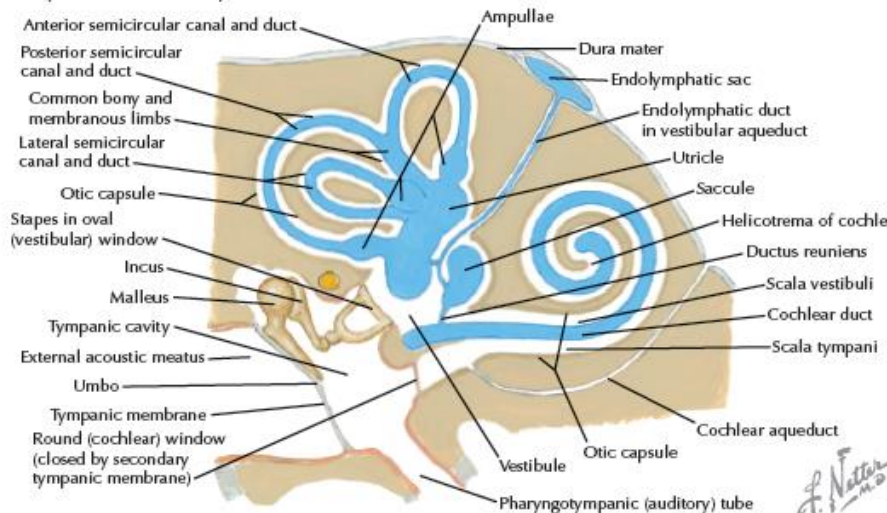 Anterior semicircular canal and duct
Posterior semicircular
canal and duct
Common bony and
membranous limbs
Lateral semicircular
canal and duct
Otic capsule
Stapes in oval
(vestibular) window
Incus
Malleus
Tympanic cavity
External acoustic meatus
Umbo
Tympanic membrane
Round (cochlear) window
(closed by secondary
tympanic membrane)
Ampullae
Dura mater
Endolymphatic sac
Endolymphatic duct
in vestibular aqueduct
Utricle
Saccule
Helicotrema of cochle
Ductus reuniens
Scala vestibuli
Cochlear duct
Scala tympani
Cochlear aqueduct
Otic capsule
Vestibule
Pharyngotympanic (auditory) tube
F. Netter
M.D.